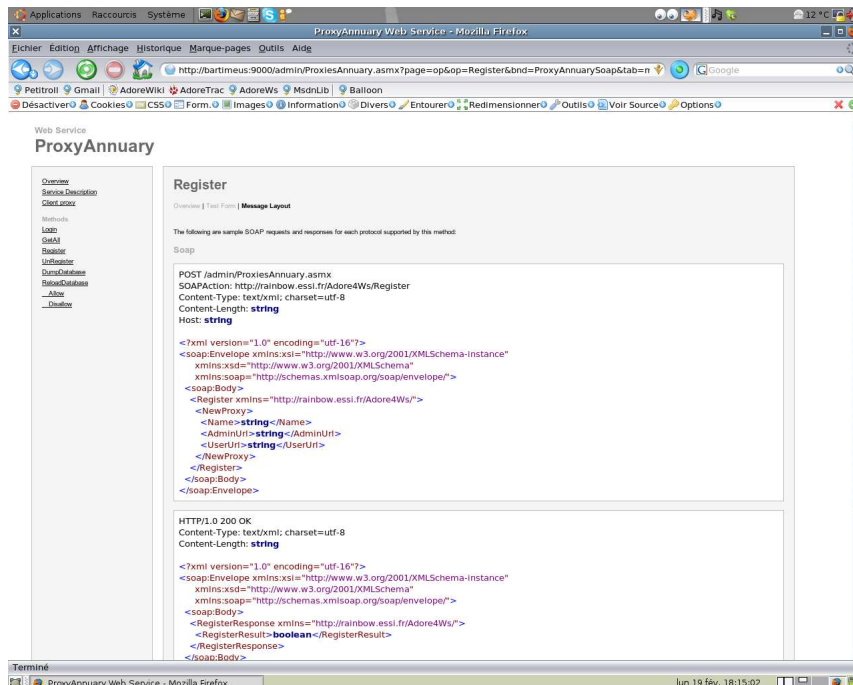 Applications Raccourcis Système
12 °C
ProxyAnnuary Web Service - Mozilla Firefox
Fichier Édition Affichage Historique Marque-pages Outils Aide
http://bartimeus:9000/admin/ProxiesAnnuary.asmx?page=op&op=Register&bnd=ProxyAnnuarySoap&tab=n
Google
Petitroll Gmail AdoreWiki AdoreTrac AdoreWs MsdnLib Balloon
Désactiver Cookies CSS Form. Images Information Divers Entourer Redimensionner Outils Voir Source Options
Web Service
ProxyAnnuary
Overview
Service Description
Client proxy
Methods
Login
GetAll
Register
UnRegister
DumpDatabase
ReloadDatabase
Allow
Disallow
Register
Overview | Test Form | Message Layout
The following are sample SOAP requests and responses for each protocol supported by this method:
Soap
POST /admin/ProxiesAnnuary.asmx
SOAPAction: http://rainbow.essi.fr/Adore4Ws/Register
Content-Type: text/xml; charset=utf-8
Content-Length: string
Host: string
<?xml version="1.0" encoding="utf-16"?>
<soap:Envelope xmlns:xsi="http://www.w3.org/2001/XMLSchema-instance"
xmlns:xsd="http://www.w3.org/2001/XMLSchema"
xmlns:soap="http://schemas.xmlsoap.org/soap/envelope/">
<soap:Body>
<Register xmlns="http://rainbow.essi.fr/Adore4Ws/">
<NewProxy>
<Name>string</Name>
<AdminUrl>string</AdminUrl>
<UserUrl>string</UserUrl>
</NewProxy>
</Register>
</soap:Body>
</soap:Envelope>
HTTP/1.0 200 OK
Content-Type: text/xml; charset=utf-8
Content-Length: string
<?xml version="1.0" encoding="utf-16"?>
<soap:Envelope xmlns:xsi="http://www.w3.org/2001/XMLSchema-instance"
xmlns:xsd="http://www.w3.org/2001/XMLSchema"
xmlns:soap="http://schemas.xmlsoap.org/soap/envelope/">
<soap:Body>
<RegisterResponse xmlns="http://rainbow.essi.fr/Adore4Ws/">
<RegisterResult>boolean</RegisterResult>
</RegisterResponse>
</soap:Body>
Terminé
ProxyAnnuary Web Service - Mozilla Firefox
lun 19 fév, 18:15:02